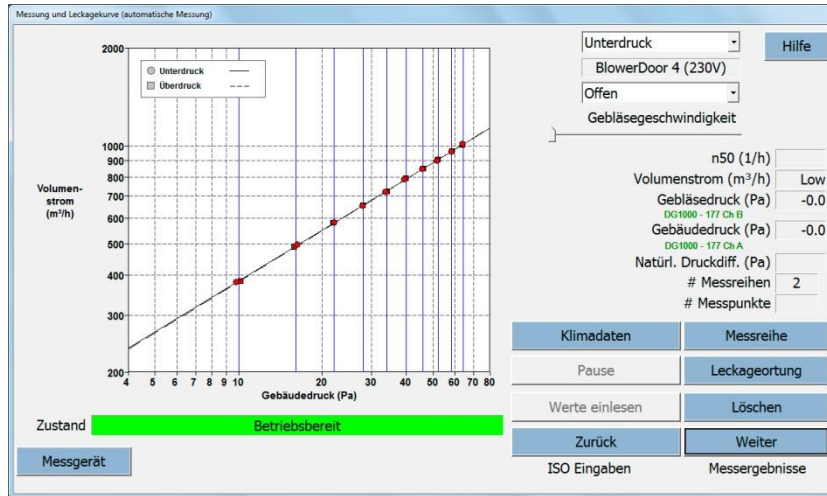 Messung und Leckagekurve (automatische Messung)
2000
1000
900
800
700
600
500
400
300
200
Unterdruck
Überdruck
Volumen-
strom
(m³/h)
4 5 6 7 8 9 10 20 30 40 50 60 70 80
Gebäudedruck (Pa)
Zustand Betriebsbereit
Messgerät
Unterdruck
Hilfe
BlowerDoor 4 (230V)
Offen
Gebläsegeschwindigkeit
n50 (1/h)
Volumenstrom (m³/h) Low
Gebläsedruck (Pa) -0.0
DG1000 - 177 Ch B
Gebäudedruck (Pa) -0.0
DG1000 - 177 Ch A
Natürl. Druckdiff. (Pa)
# Messreihen 2
# Messpunkte
Klimadaten Messreihe
Pause Leckageortung
Werte einlesen Löschen
Zurück Weiter
ISO Eingaben Messergebnisse